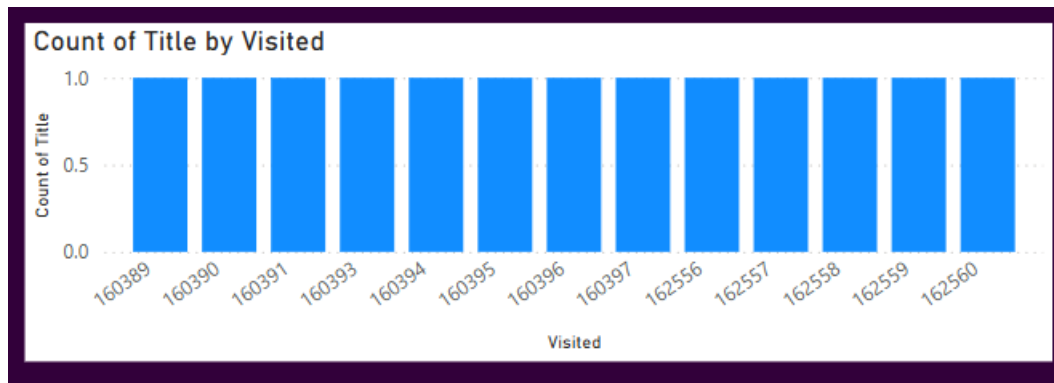 Count of Title by Visited
1.0
0.5
0.0
Count of Title
160389 160390 160391 160393 160394 160395 160396 160397 162556 162557 162558 162559 162560
Visited